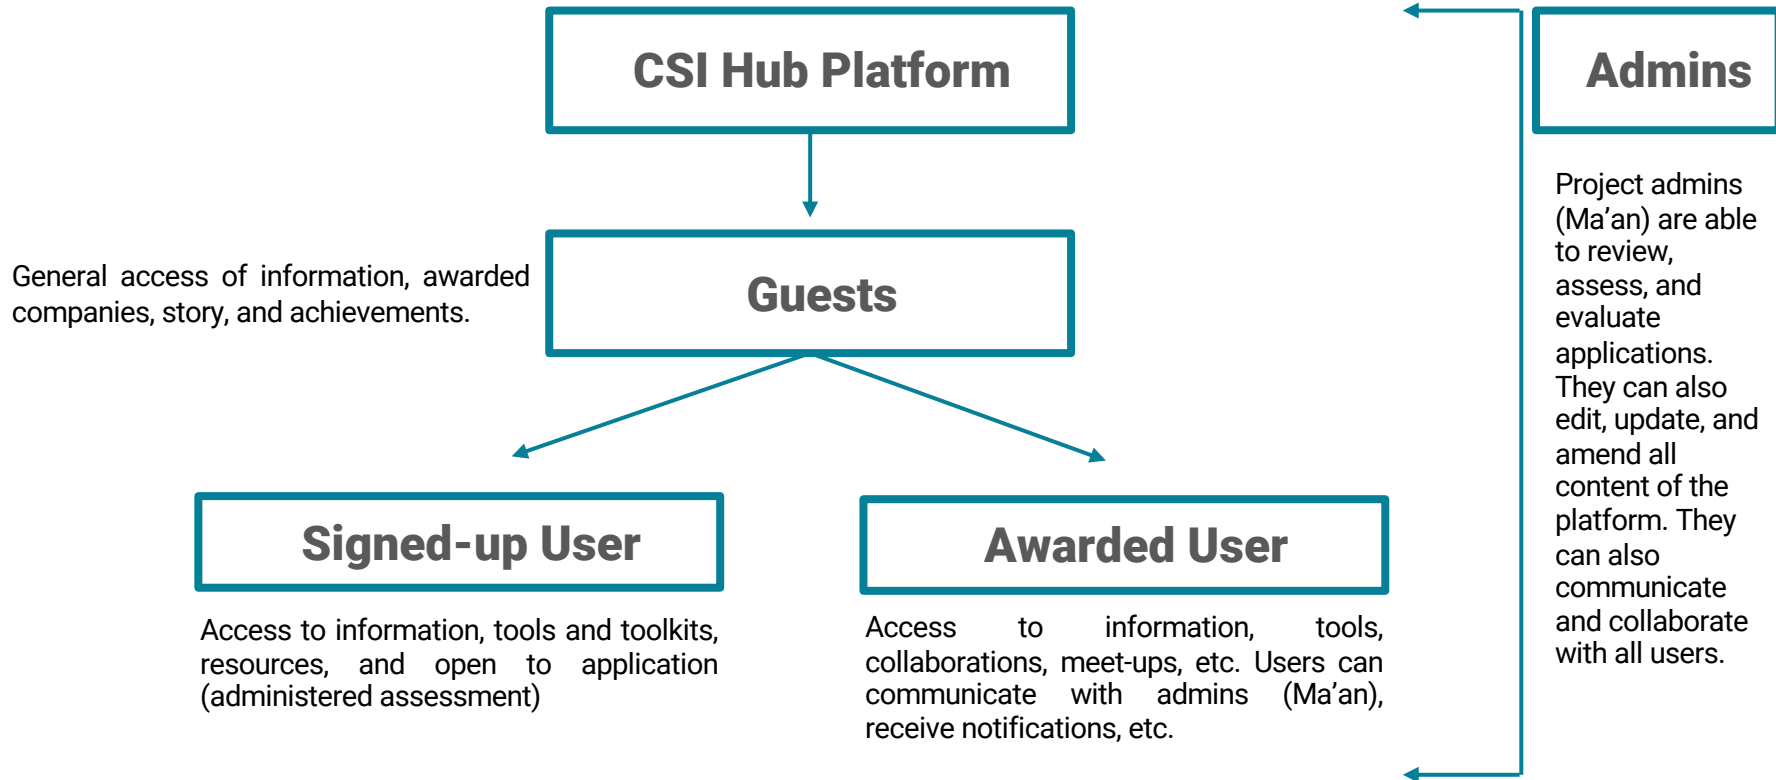 CSI Hub Platform
Admins
Project admins
(Ma’an) are able
to review,
assess, and
evaluate
applications.
They can also
edit, update, and
amend all
content of the
platform. They
can also
communicate
and collaborate
with all users.
General access of information, awarded
companies, story, and achievements.
Guests
Signed-up User
Access to information, tools and toolkits,
resources, and open to application
(administered assessment)
Awarded User
Access to information, tools,
collaborations, meet-ups, etc. Users can
communicate with admins (Ma’an),
receive notifications, etc.